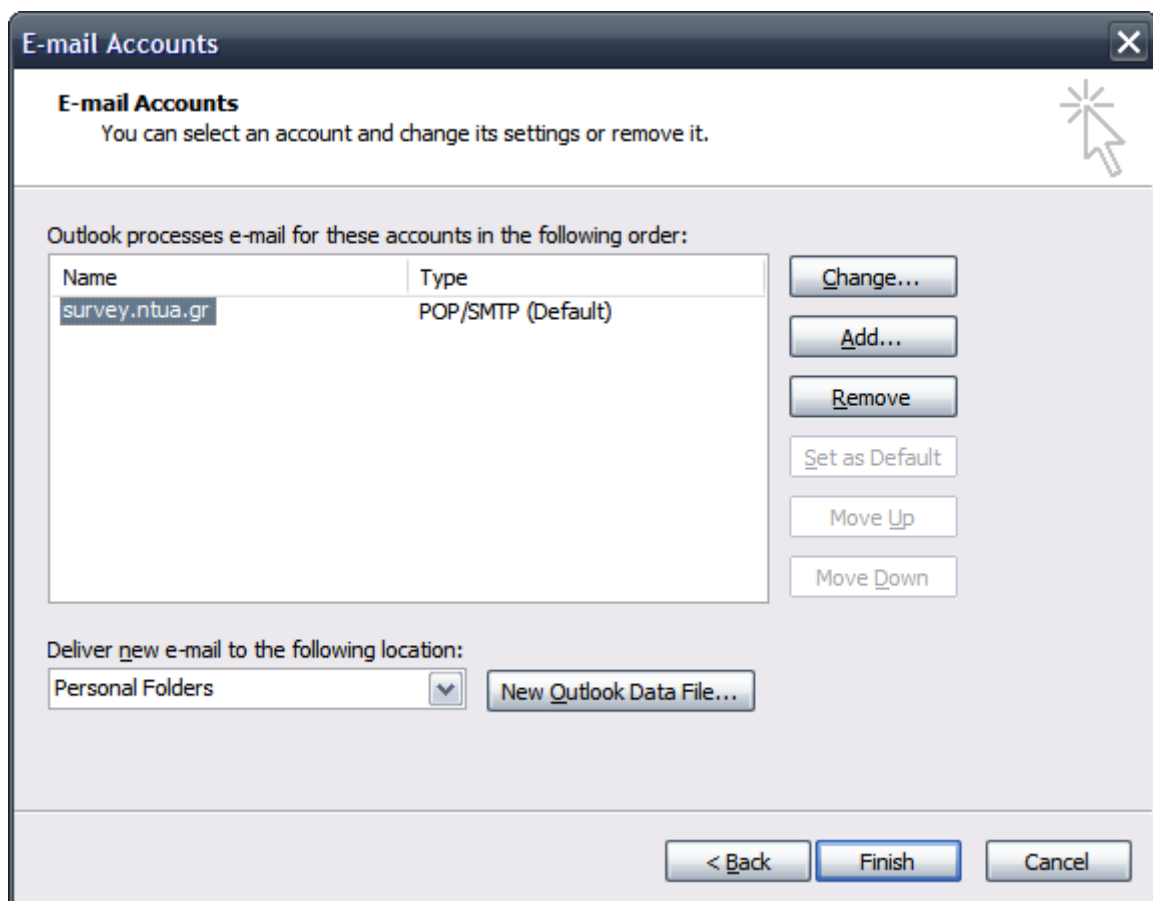 E-mail Accounts
E-mail Accounts
You can select an account and change its settings or remove it.
Outlook processes e-mail for these accounts in the following order:
Name Type
survey.ntua.gr POP/SMTP (Default)
Change...
Add...
Remove
Set as Default
Move Up
Move Down
Deliver new e-mail to the following location:
Personal Folders New Outlook Data File...
< Back Finish Cancel